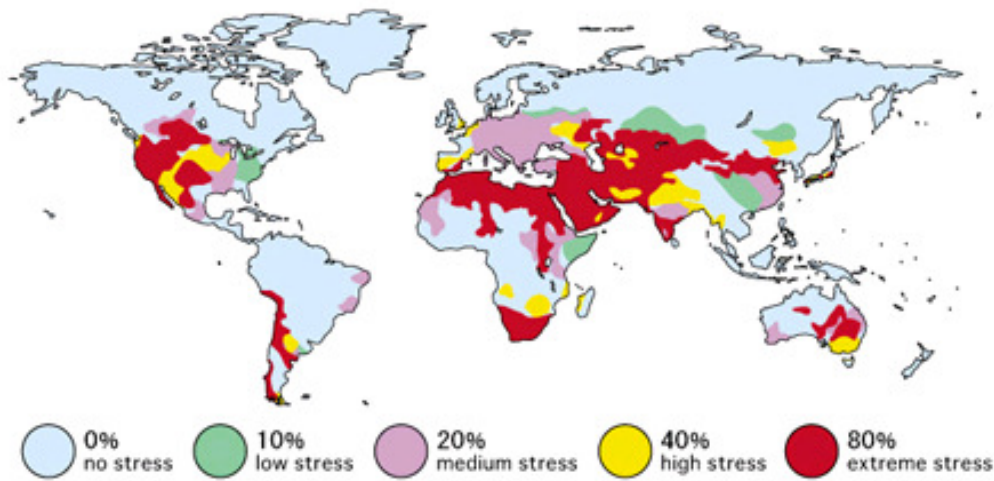 0%
no stress
10%
low stress
20%
medium stress
40%
high stress
80%
extreme stress